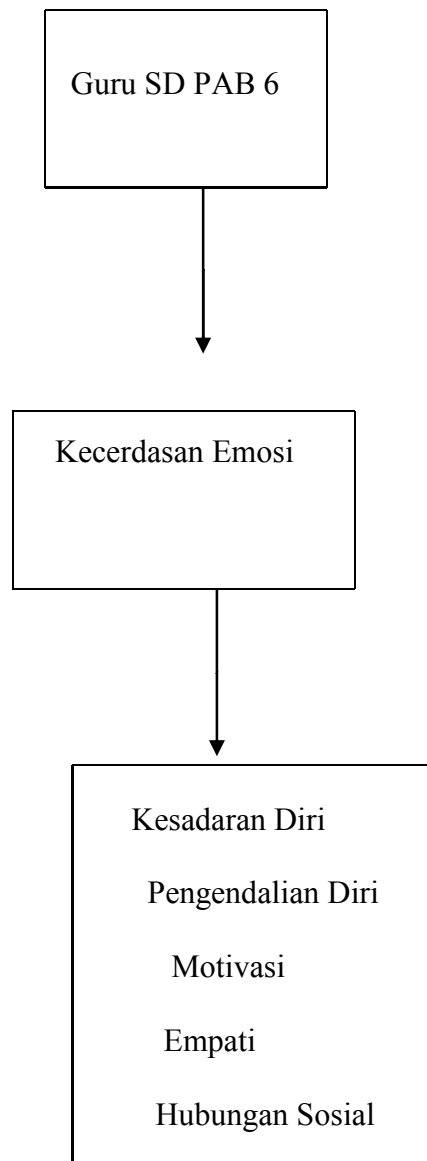 Guru SD PAB 6
Kecerdasan Emosi
Kesadaran Diri
Pengendalian Diri
Motivasi
Empati
Hubungan Sosial